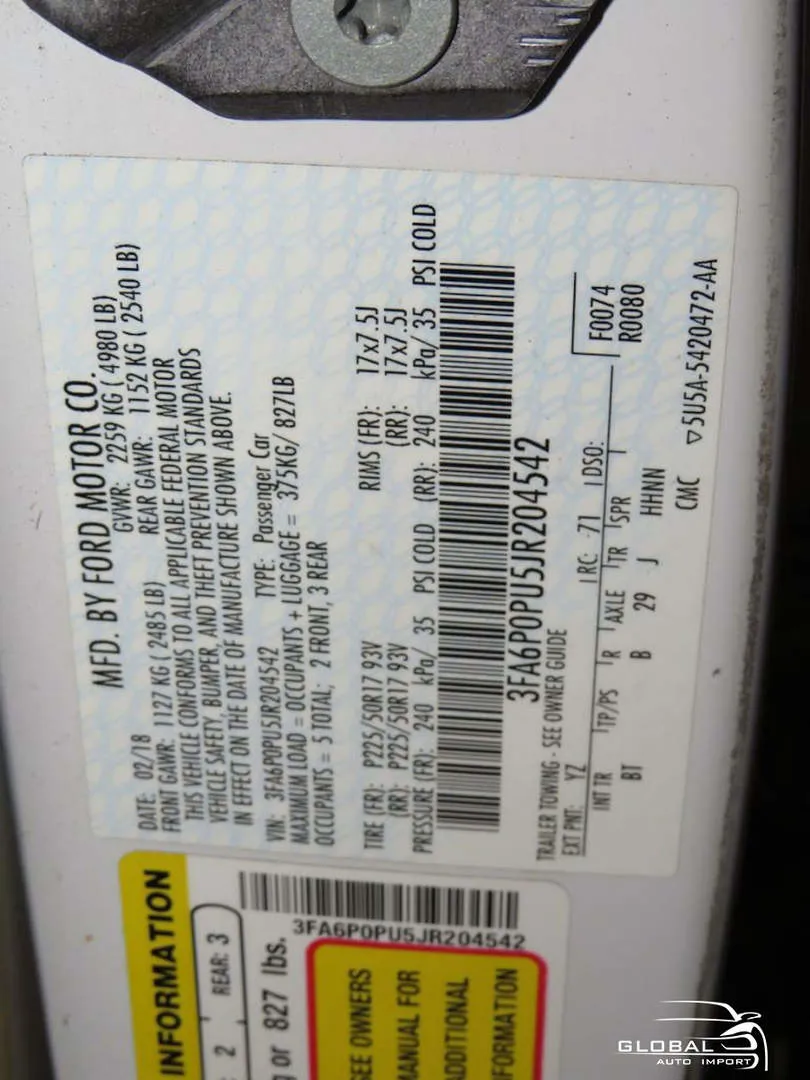 MFD. BY FORD MOTOR CO.
DATE: 02/18 GVWR: 2259 KG ( 4980 LB)
FRONT GAWR: 1127 KG ( 2485 LB) REAR GAWR: 1152 KG ( 2540 LB)
THIS VEHICLE CONFORMS TO ALL APPLICABLE FEDERAL MOTOR
VEHICLE SAFETY, BUMPER, AND THEFT PREVENTION STANDARDS
IN EFFECT ON THE DATE OF MANUFACTURE SHOWN ABOVE.
VIN: 3FA6P0PU5JR204542 TYPE: Passenger Car
MAXIMUM LOAD = OCCUPANTS + LUGGAGE = 375KG/ 827LB
OCCUPANTS = 5 TOTAL; 2 FRONT, 3 REAR
TIRE (FR): P225/50R17 93V RIMS (FR): 17x7.5J
(RR): P225/50R17 93V (RR): 17x7.5J
PRESSURE (FR): 240 kPa/ 35 PSI COLD (RR): 240 kPa/ 35 PSI COLD
3FA6P0PU5JR204542
TRAILER TOWING - SEE OWNER GUIDE
EXT PNT: YZ RC: 71 DSO: F0074
INT TR TP/PS R AXLE TR SPR R0080
BT B 29 J HHNN
CMC ▽5U5A-5420472-AA
INFORMATION
2 REAR: 3
or 827 lbs.
3FA6P0PU5JR204542
SEE OWNERS
MANUAL FOR
ADDITIONAL
INFORMATION
GLOBAL
AUTO IMPORT